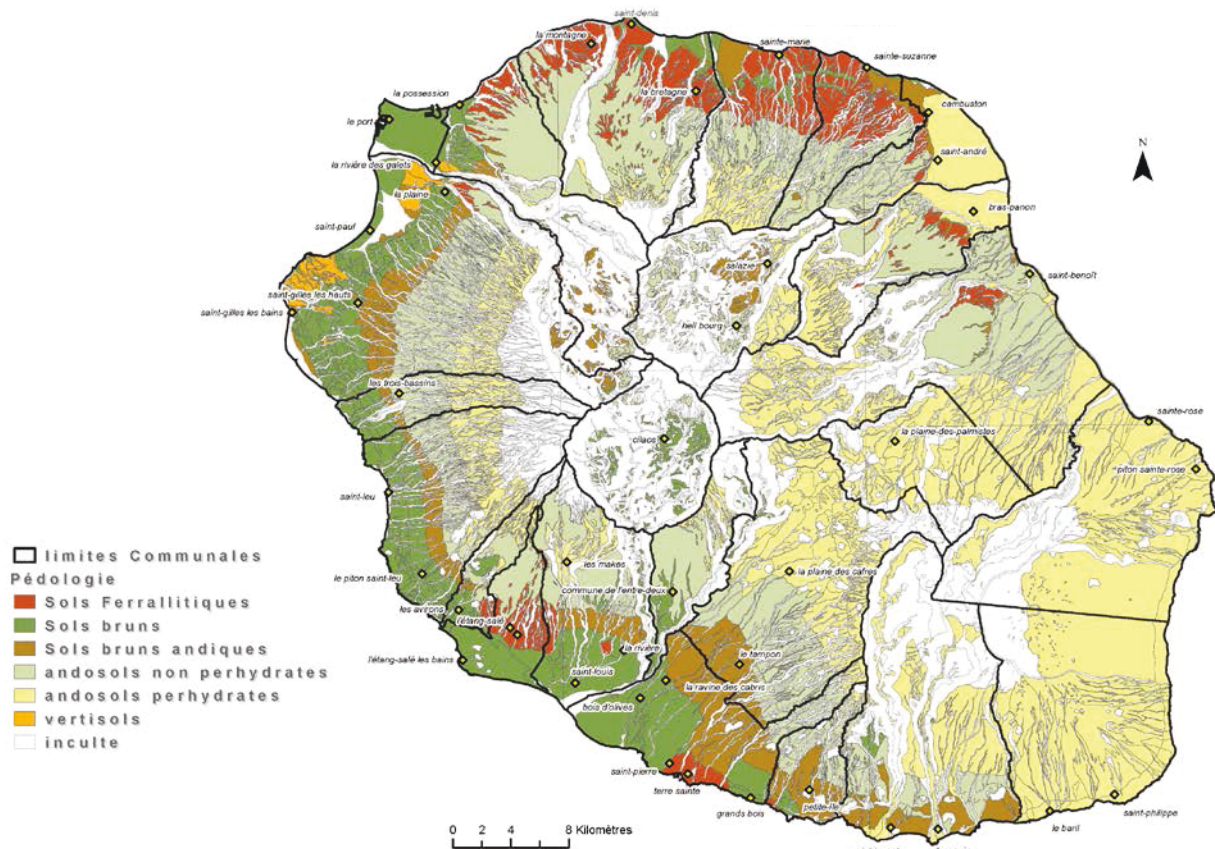 saint-denis
la montagne
sainte-marie
sainte-suzanne
la possession
la bretagne
cambuston
le port
saint-andré
N
la rivière des galets
la plaine
bras-panon
saint-paul
salazie
saint-benoît
saint-gilles les hauts
saint-gilles les bains
hell bourg
les trois-bassins
sainte-rose
cilaos
la plaine-des-palmistes
piton sainte-rose
saint-leu
limites Communales
Pédologie
Sols Ferrallitiques
Sols bruns
Sols bruns andiques
andosols non perhydrates
andosols perhydrates
vertisols
inculte
les makes
le piton saint-leu
la plaine des cafres
commune de l'entre-deux
les avirons
l'étang-salé
la rivière
l'étang-salé les bains
le tampon
saint-louis
la ravine des cabris
bois d'olives
saint-pierre
terre sainte
petite-île
grands bois
saint-philippe
le baril
0 2 4 8 Kilomètres